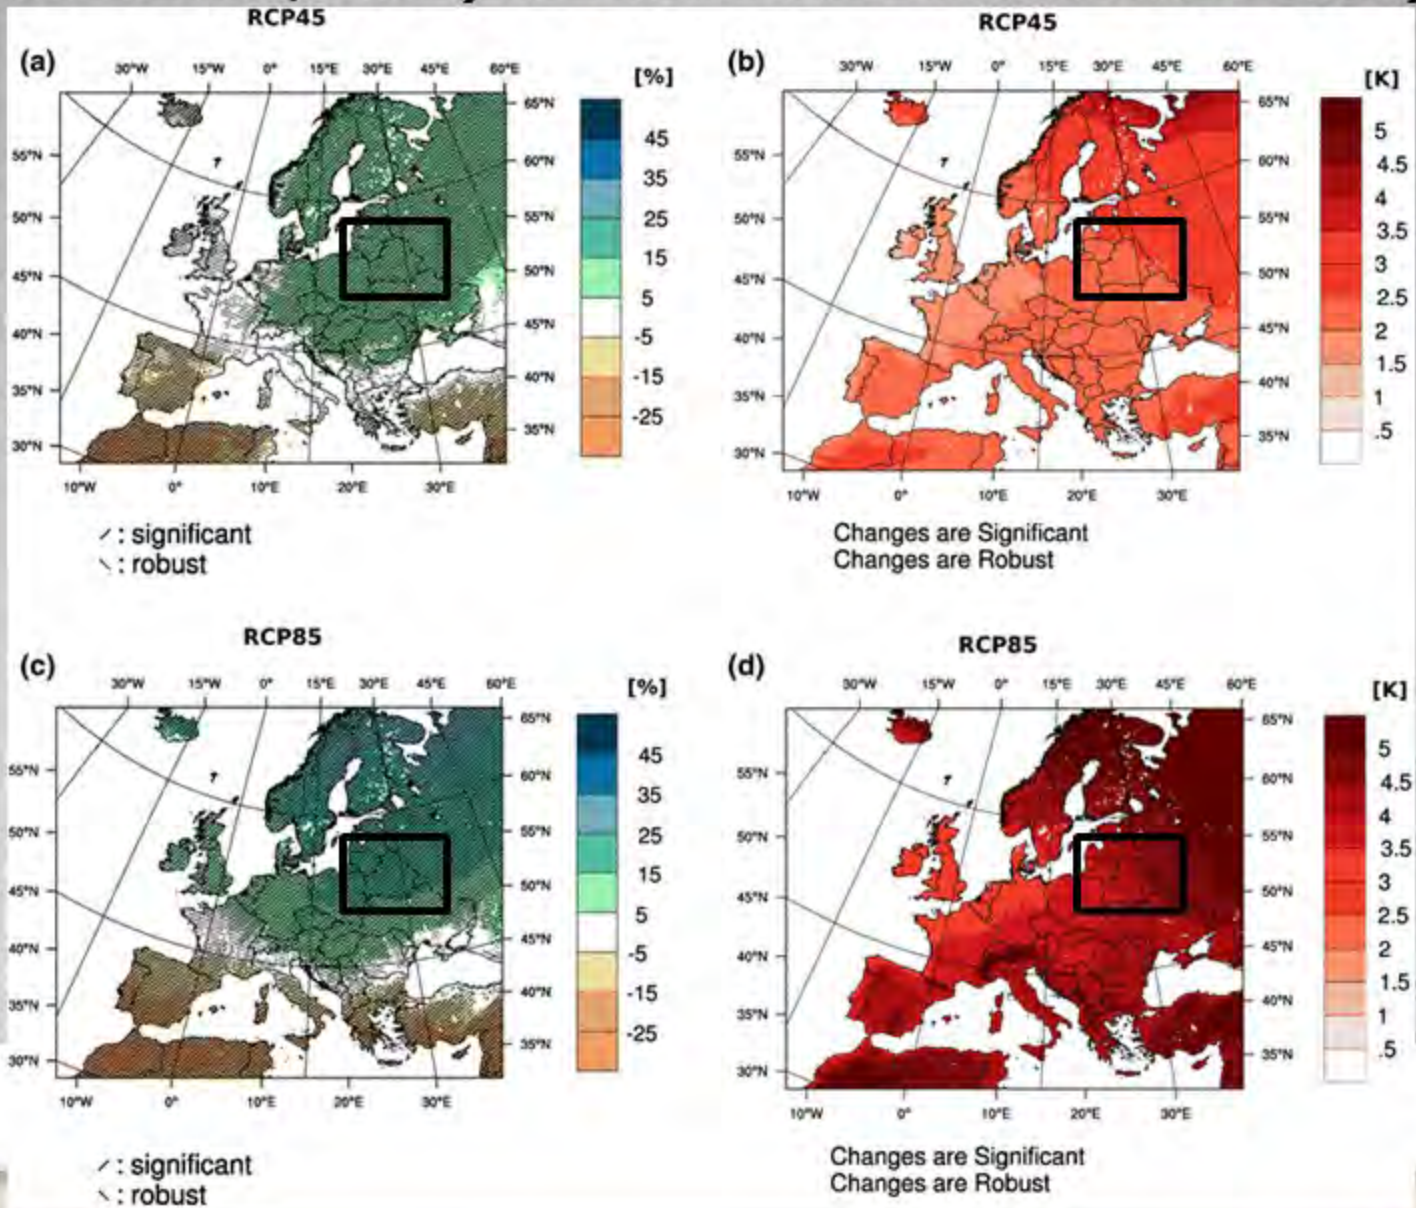 RCP45
RCP45
(a)
30°W 15°W 0° 15°E 30°E 45°E 60°E
[%]
(b)
30°W 15°W 0° 15°E 30°E 45°E 60°E
[K]
65°N
60°N
55°N
50°N
45°N
40°N
35°N
55°N
50°N
45°N
40°N
35°N
30°N
45
35
25
15
5
-5
-15
-25
55°N
50°N
45°N
40°N
35°N
30°N
65°N
60°N
55°N
50°N
45°N
40°N
35°N
5
4.5
4
3.5
3
2.5
2
1.5
1
.5
10°W 0° 10°E 20°E 30°E
10°W 0° 10°E 20°E 30°E
⟋: significant
⟍: robust
Changes are Significant
Changes are Robust
RCP85
RCP85
(c)
30°W 15°W 0° 15°E 30°E 45°E 60°E
[%]
(d)
30°W 15°W 0° 15°E 30°E 45°E 60°E
[K]
55°N
50°N
45°N
40°N
35°N
30°N
65°N
60°N
55°N
50°N
45°N
40°N
35°N
45
35
25
15
5
-5
-15
-25
55°N
50°N
45°N
40°N
35°N
30°N
65°N
60°N
55°N
50°N
45°N
40°N
35°N
5
4.5
4
3.5
3
2.5
2
1.5
1
.5
10°W 0° 10°E 20°E 30°E
10°W 0° 10°E 20°E 30°E
⟋: significant
⟍: robust
Changes are Significant
Changes are Robust